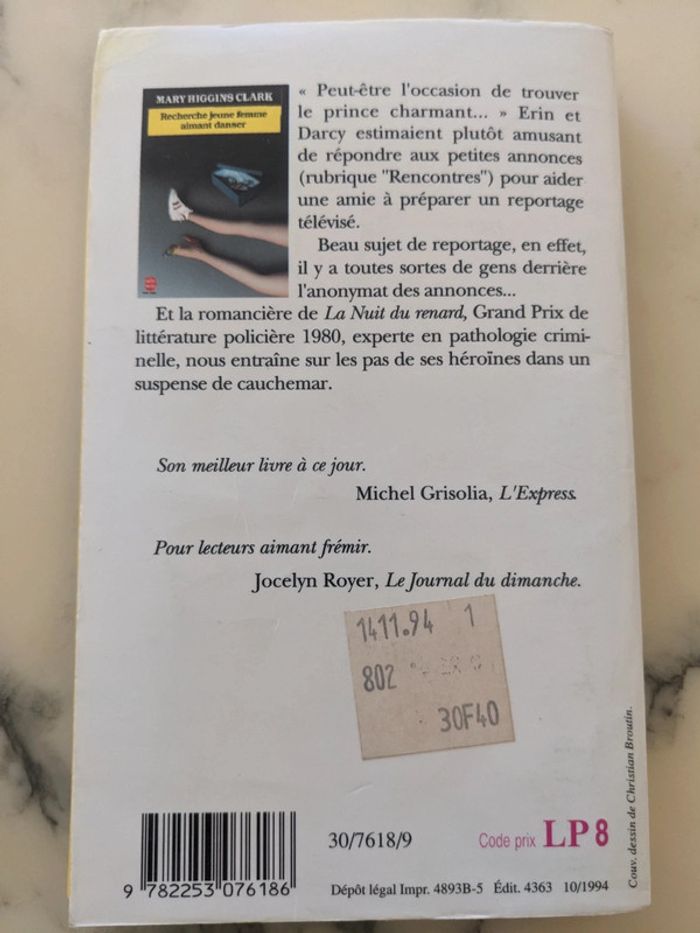 MARY HIGGINS CLARK
Recherche jeune femme
aimant danser
« Peut-être l'occasion de trouver
le prince charmant... » Erin et
Darcy estimaient plutôt amusant
de répondre aux petites annonces
(rubrique "Rencontres") pour aider
une amie à préparer un reportage
télévisé.
Beau sujet de reportage, en effet,
il y a toutes sortes de gens derrière
l'anonymat des annonces...
Et la romancière de La Nuit du renard, Grand Prix de
littérature policière 1980, experte en pathologie crimi-
nelle, nous entraîne sur les pas de ses héroïnes dans un
suspense de cauchemar.
Son meilleur livre à ce jour.
Michel Grisolia, L'Express.
Pour lecteurs aimant frémir.
Jocelyn Royer, Le Journal du dimanche.
1411.94 1
802
30F40
Couv. dessin de Christian Broutin.
30/7618/9
Code prix LP 8
9 782253 076186
Dépôt légal Impr. 4893B-5 Édit. 4363 10/1994